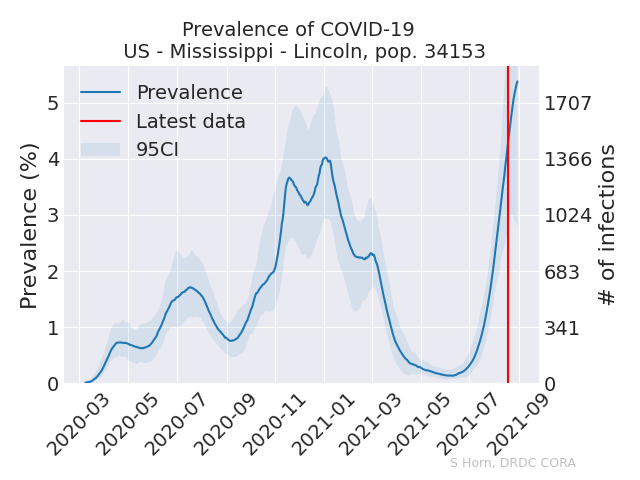 Prevalence of COVID-19
US - Mississippi - Lincoln, pop. 34153
Prevalence
Latest data
95CI
Prevalence (%)
5
4
3
2
1
0
1707
1366
1024
683
341
0
# of infections
2020-03
2020-05
2020-07
2020-09
2020-11
2021-01
2021-03
2021-05
2021-07
2021-09
S Horn, DRDC CORA